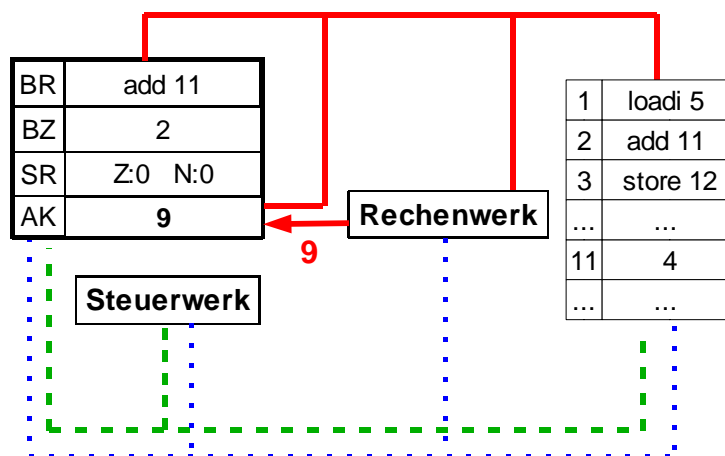 BR add 11
BZ 2
SR Z:0 N:0
AK 9
1 loadi 5
2 add 11
3 store 12
... ...
11 4
... ...
Rechenwerk
9
Steuerwerk